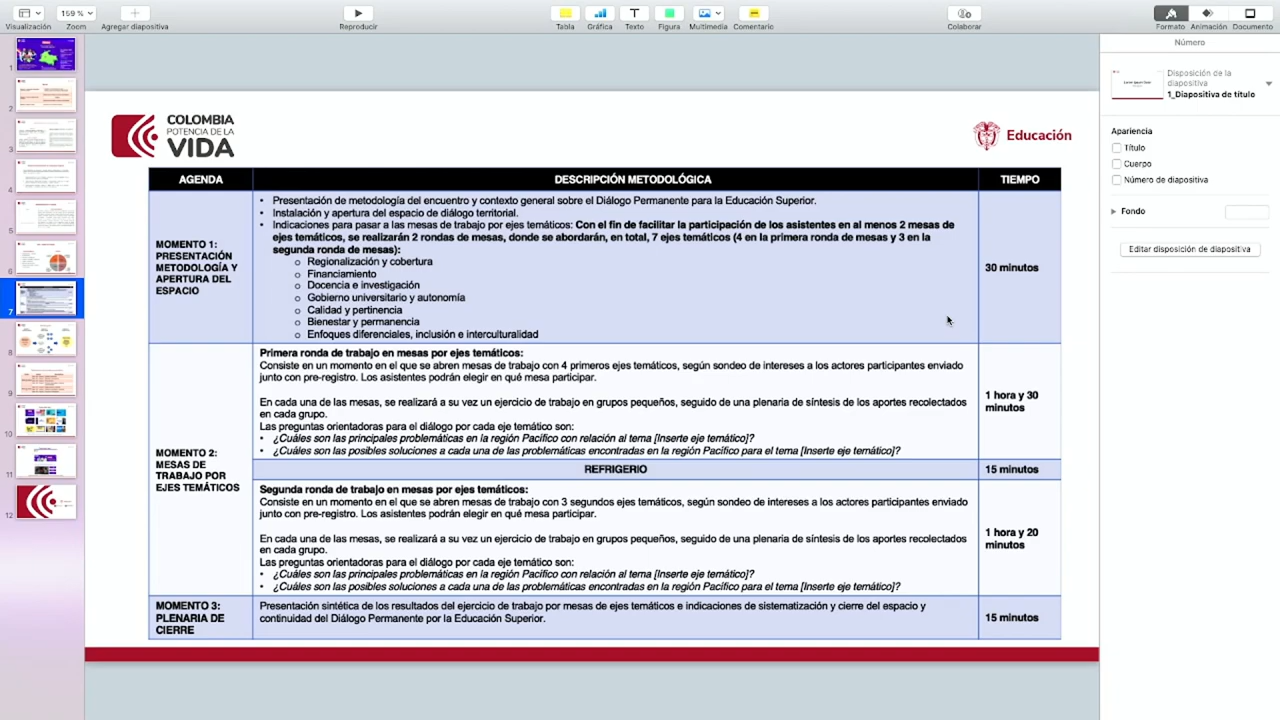 Visualización
159 %
Zoom
Agregar diapositiva
Reproducir
Tabla
Gráfica
Texto
Figura
Multimedia
Comentario
Colaborar
Formato
Animación
Documento
1
2
3
4
5
6
7
8
9
10
11
12
COLOMBIA
POTENCIA DE LA
VIDA
Educación
AGENDA
DESCRIPCIÓN METODOLÓGICA
TIEMPO
MOMENTO 1:
PRESENTACIÓN
METODOLOGÍA Y
APERTURA DEL
ESPACIO
• Presentación de metodología del encuentro y contexto general sobre el Diálogo Permanente para la Educación Superior.
• Instalación y apertura del espacio de diálogo territorial.
• Indicaciones para pasar a las mesas de trabajo por ejes temáticos: Con el fin de facilitar la participación de los asistentes en al menos 2 mesas de
ejes temáticos, se realizarán 2 rondas de mesas, donde se abordarán, en total, 7 ejes temáticos (4 en la primera ronda de mesas y 3 en la
segunda ronda de mesas):
o Regionalización y cobertura
o Financiamiento
o Docencia e investigación
o Gobierno universitario y autonomía
o Calidad y pertinencia
o Bienestar y permanencia
o Enfoques diferenciales, inclusión e interculturalidad
30 minutos
MOMENTO 2:
MESAS DE
TRABAJO POR
EJES TEMÁTICOS
Primera ronda de trabajo en mesas por ejes temáticos:
Consiste en un momento en el que se abren mesas de trabajo con 4 primeros ejes temáticos, según sondeo de intereses a los actores participantes enviado
junto con pre-registro. Los asistentes podrán elegir en qué mesa participar.
En cada una de las mesas, se realizará a su vez un ejercicio de trabajo en grupos pequeños, seguido de una plenaria de síntesis de los aportes recolectados
en cada grupo.
Las preguntas orientadoras para el diálogo por cada eje temático son:
• ¿Cuáles son las principales problemáticas en la región Pacífico con relación al tema [Inserte eje temático]?
• ¿Cuáles son las posibles soluciones a cada una de las problemáticas encontradas en la región Pacífico para el tema [Inserte eje temático]?
1 hora y 30
minutos
REFRIGERIO
15 minutos
Segunda ronda de trabajo en mesas por ejes temáticos:
Consiste en un momento en el que se abren mesas de trabajo con 3 segundos ejes temáticos, según sondeo de intereses a los actores participantes enviado
junto con pre-registro. Los asistentes podrán elegir en qué mesa participar.
En cada una de las mesas, se realizará a su vez un ejercicio de trabajo en grupos pequeños, seguido de una plenaria de síntesis de los aportes recolectados
en cada grupo.
Las preguntas orientadoras para el diálogo por cada eje temático son:
• ¿Cuáles son las principales problemáticas en la región Pacífico con relación al tema [Inserte eje temático]?
• ¿Cuáles son las posibles soluciones a cada una de las problemáticas encontradas en la región Pacífico para el tema [Inserte eje temático]?
1 hora y 20
minutos
MOMENTO 3:
PLENARIA DE
CIERRE
Presentación sintética de los resultados del ejercicio de trabajo por mesas de ejes temáticos e indicaciones de sistematización y cierre del espacio y
continuidad del Diálogo Permanente por la Educación Superior.
15 minutos
Número
Disposición de la
diapositiva
1_Diapositiva de título
Apariencia
Título
Cuerpo
Número de diapositiva
Fondo
Editar disposición de diapositiva